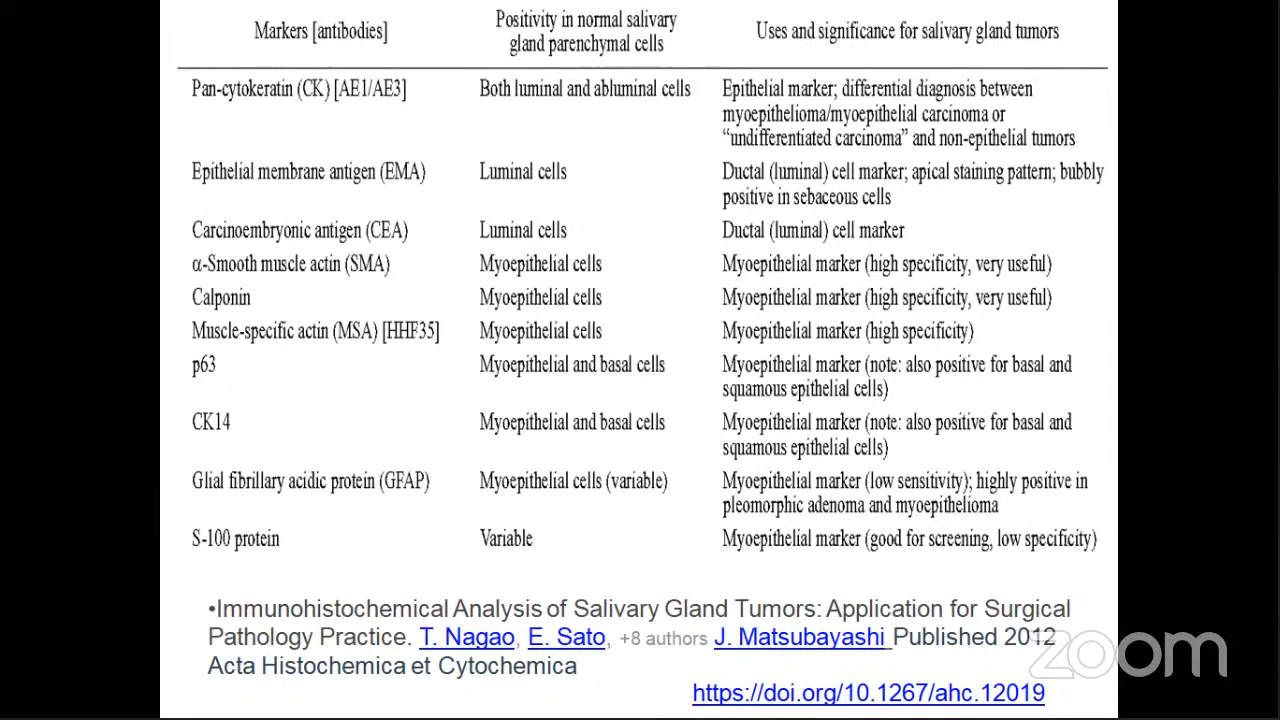 Markers [antibodies]
Positivity in normal salivary
gland parenchymal cells
Uses and significance for salivary gland tumors
Pan-cytokeratin (CK) [AE1/AE3]
Both luminal and abluminal cells
Epithelial marker; differential diagnosis between
myoepithelioma/myoepithelial carcinoma or
“undifferentiated carcinoma” and non-epithelial tumors
Epithelial membrane antigen (EMA)
Luminal cells
Ductal (luminal) cell marker; apical staining pattern; bubbly
positive in sebaceous cells
Carcinoembryonic antigen (CEA)
Luminal cells
Ductal (luminal) cell marker
α-Smooth muscle actin (SMA)
Myoepithelial cells
Myoepithelial marker (high specificity, very useful)
Calponin
Myoepithelial cells
Myoepithelial marker (high specificity, very useful)
Muscle-specific actin (MSA) [HHF35]
Myoepithelial cells
Myoepithelial marker (high specificity)
p63
Myoepithelial and basal cells
Myoepithelial marker (note: also positive for basal and
squamous epithelial cells)
CK14
Myoepithelial and basal cells
Myoepithelial marker (note: also positive for basal and
squamous epithelial cells)
Glial fibrillary acidic protein (GFAP)
Myoepithelial cells (variable)
Myoepithelial marker (low sensitivity); highly positive in
pleomorphic adenoma and myoepithelioma
S-100 protein
Variable
Myoepithelial marker (good for screening, low specificity)
•Immunohistochemical Analysis of Salivary Gland Tumors: Application for Surgical
Pathology Practice. T. Nagao, E. Sato, +8 authors J. Matsubayashi Published 2012
Acta Histochemica et Cytochemica
zoom
https://doi.org/10.1267/ahc.12019